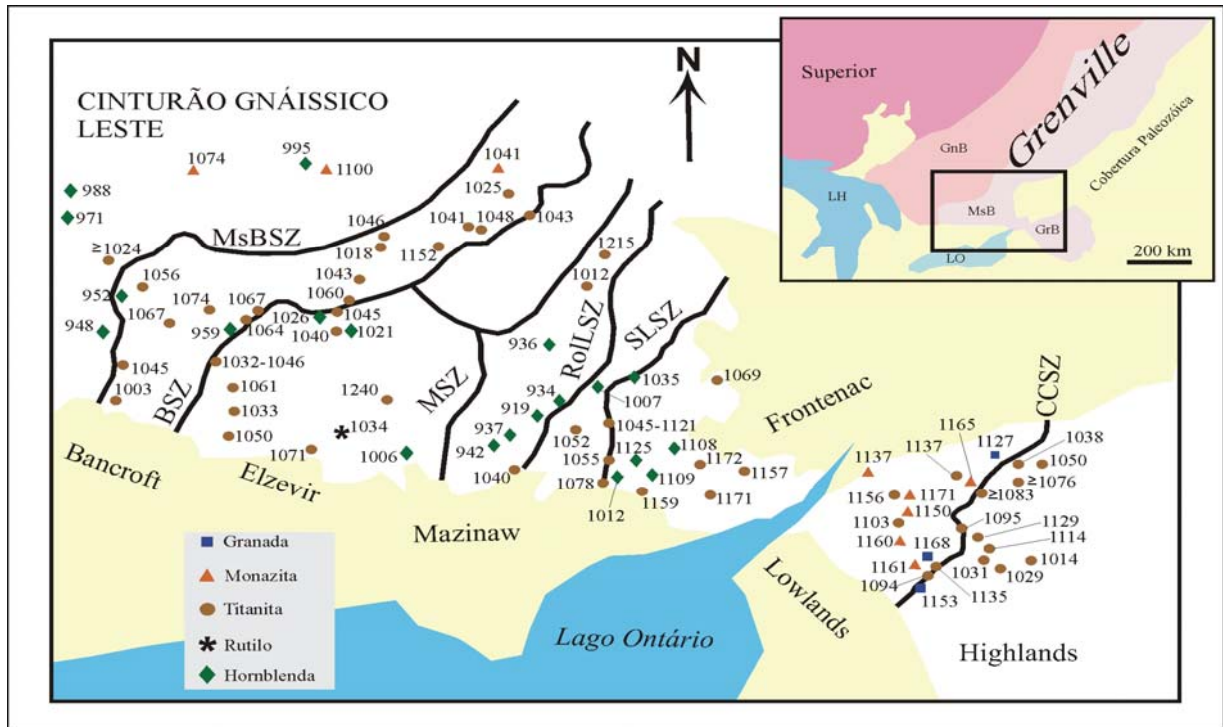 CINTURÃO GNÁISSICO
LESTE
N
Superior
Grenville
GnB
Cobertura Paleozóica
LH
MsB
GrB
LO
200 km
1074
995
1100
1041
988
971
1025
1043
1041
1048
1046
1018
1152
MsBSZ
≥1024
1215
1056
1043
1012
952
1074
1067
1060
1067
1026
1045
948
959
1064
1040
1021
936
RolLSZ
SLSZ
1045
1032-1046
1035
1069
1003
BSZ
1061
1240
MSZ
934
1007
Frontenac
CCSZ
1033
1034
919
1045-1121
1165
1127
1038
1050
937
1052
1125
1108
1137
1137
1050
1071
1006
942
1055
1172
1157
≥1076
Bancroft
Elzevir
1040
1078
1109
1156
1171
≥1083
1012
1159
1171
1150
Mazinaw
1103
1095
1129
1160
1168
1114
1161
1031
1014
1094
1029
1153
1135
Granada
Monazita
Titanita
Rutilo
Hornblenda
Lago Ontário
Lowlands
Highlands